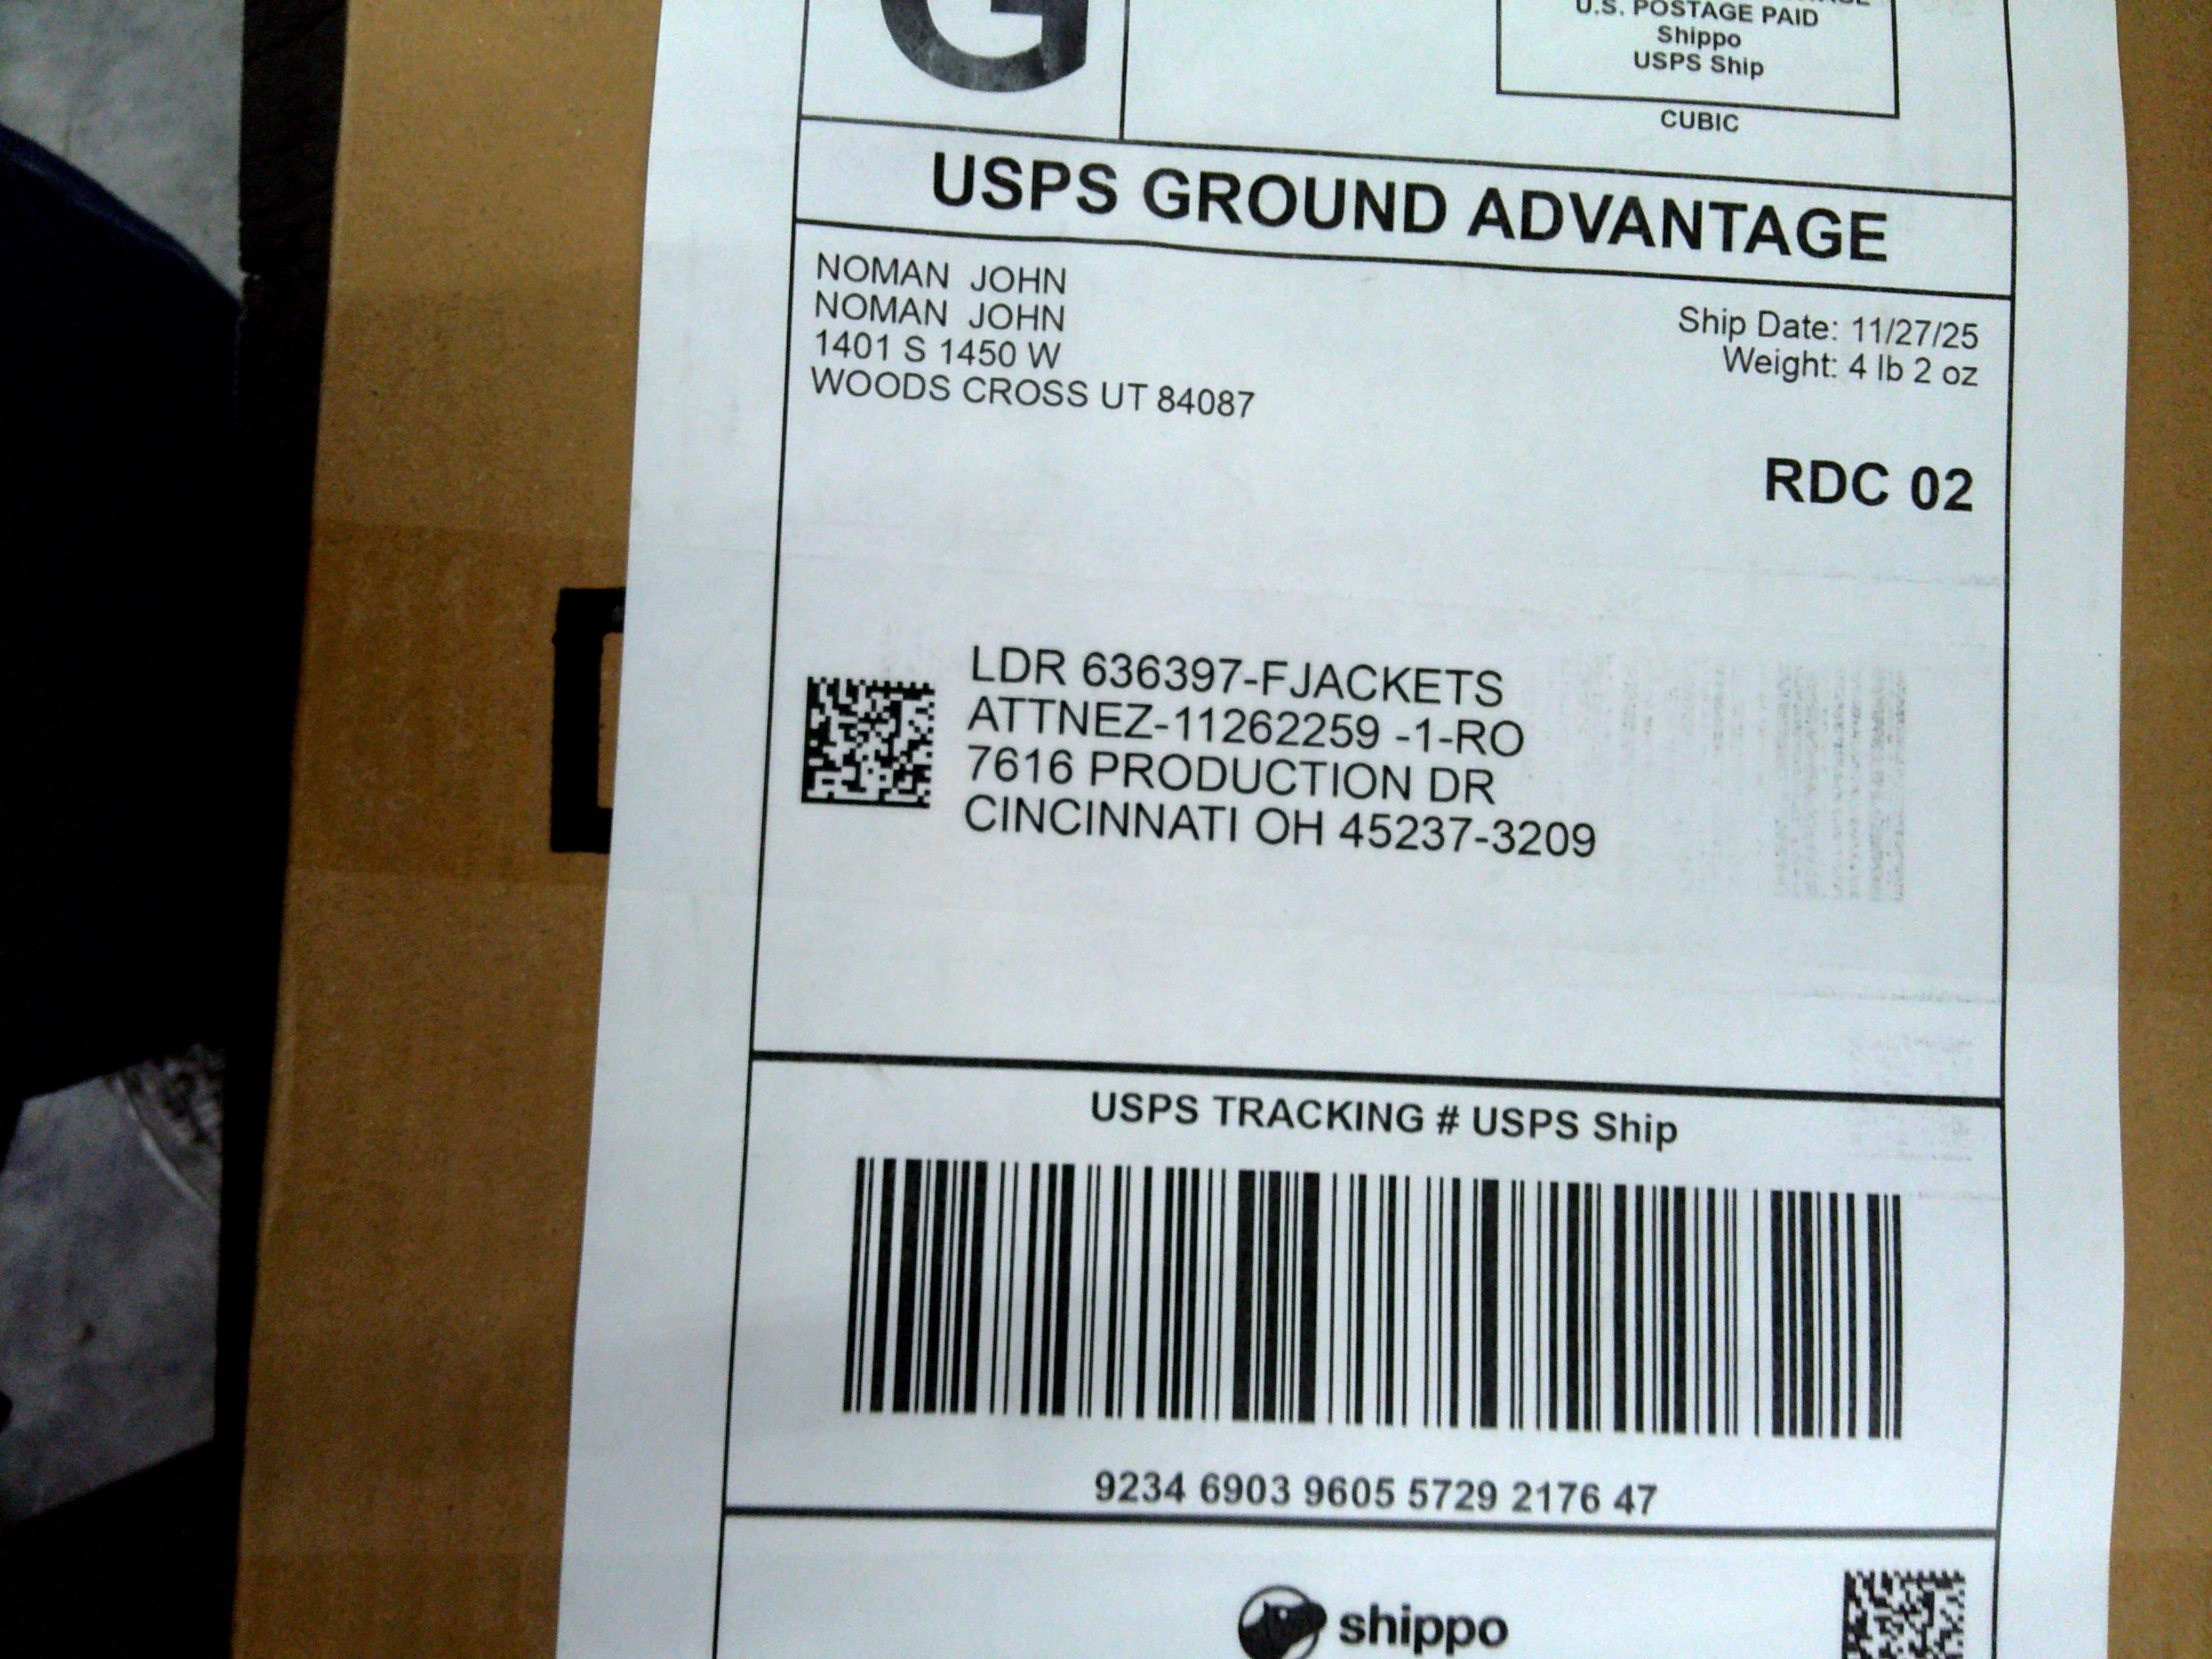 G
U.S. POSTAGE PAID
Shippo
USPS Ship
CUBIC
USPS GROUND ADVANTAGE
NOMAN JOHN
NOMAN JOHN
1401 S 1450 W
WOODS CROSS UT 84087
Ship Date: 11/27/25
Weight: 4 lb 2 oz
RDC 02
LDR 636397-FJACKETS
ATTNEZ-11262259 -1-RO
7616 PRODUCTION DR
CINCINNATI OH 45237-3209
USPS TRACKING # USPS Ship
9234 6903 9605 5729 2176 47
shippo